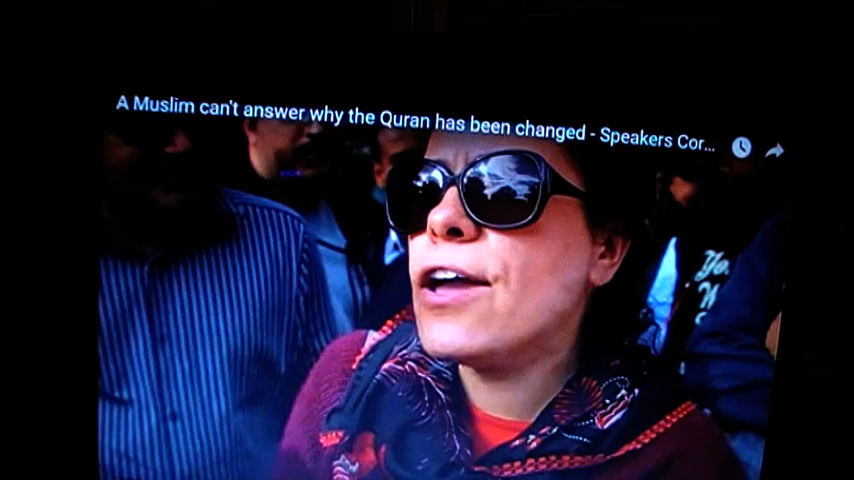 A Muslim can't answer why the Quran has been changed - Speakers Cor...